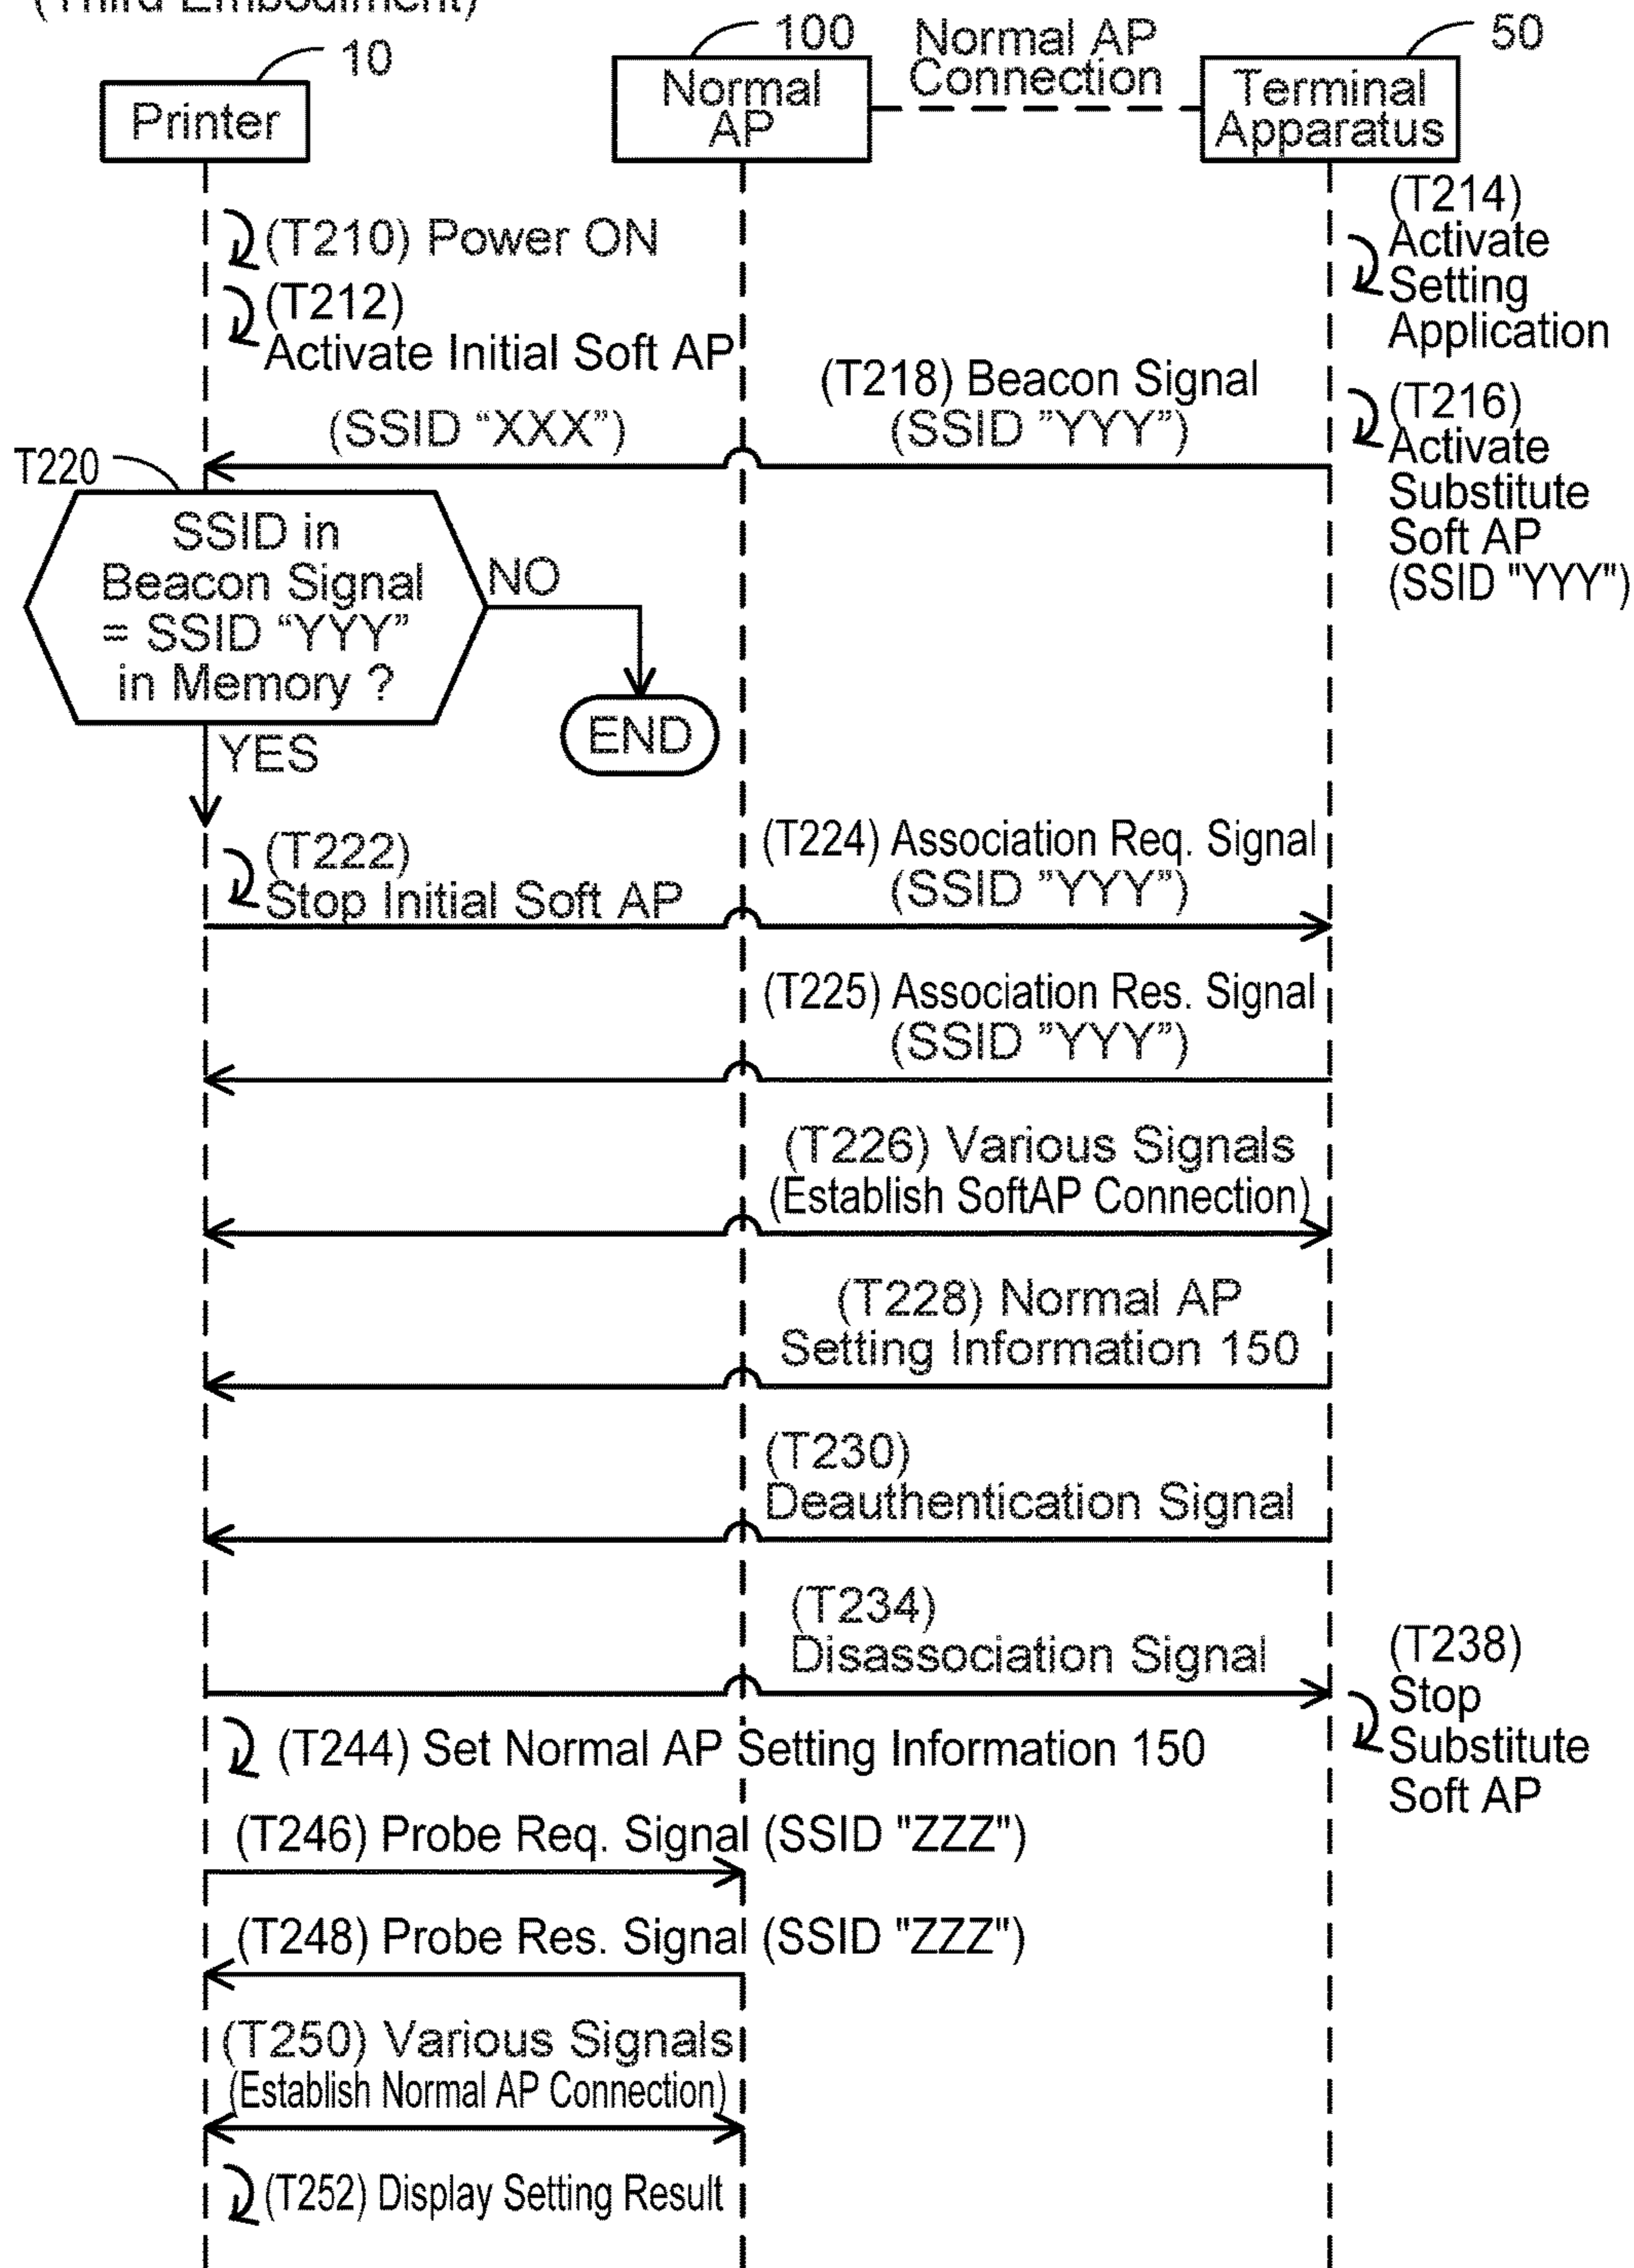 (Third Embodiment)
10
100
50
Printer
Normal
AP
Normal AP
Connection
Terminal
Apparatus
(T210) Power ON
(T214)
Activate
Setting
Application
(T212)
Activate Initial Soft AP
(SSID “XXX”)
(T216)
Activate
Substitute
Soft AP
(SSID "YYY")
(T218) Beacon Signal
(SSID ”YYY”)
T220
SSID in
Beacon Signal
= SSID “YYY”
in Memory ?
NO
END
YES
(T222)
Stop Initial Soft AP
(T224) Association Req. Signal
(SSID ”YYY”)
(T225) Association Res. Signal
(SSID ”YYY”)
(T226) Various Signals
(Establish SoftAP Connection)
(T228) Normal AP
Setting Information 150
(T230)
Deauthentication Signal
(T234)
Disassociation Signal
(T238)
Stop
Substitute
Soft AP
(T244) Set Normal AP Setting Information 150
(T246) Probe Req. Signal (SSID "ZZZ")
(T248) Probe Res. Signal (SSID "ZZZ")
(T250) Various Signals
(Establish Normal AP Connection)
(T252) Display Setting Result